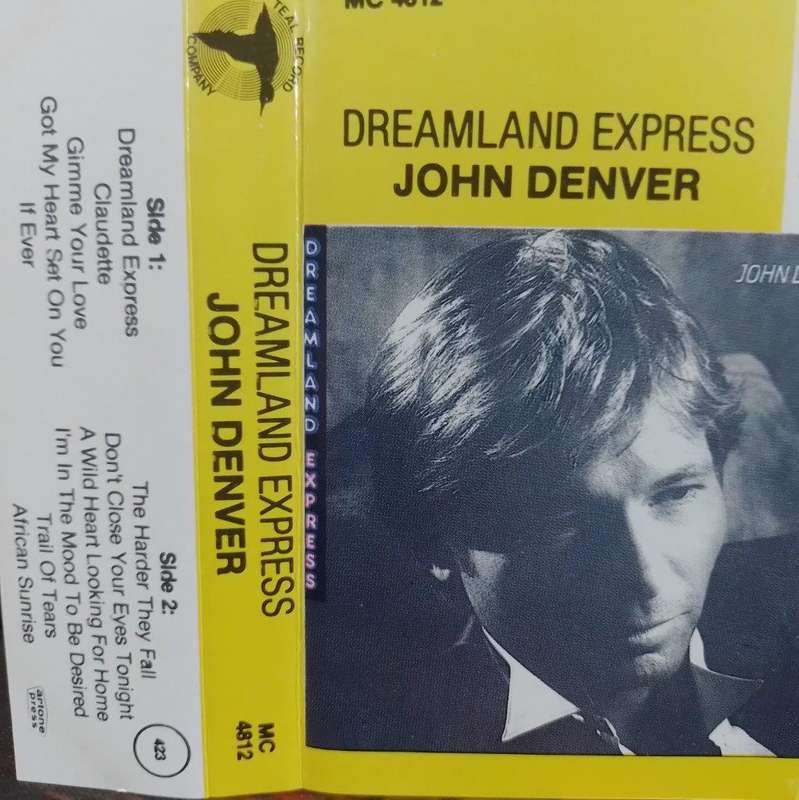 MC 4812
DREAMLAND EXPRESS
JOHN DENVER
JOHN D
DREAMLAND EXPRESS
TEAL RECORD
COMPANY
DREAMLAND EXPRESS
JOHN DENVER
MC
4812
Side 1:
Dreamland Express
Claudette
Gimme Your Love
Got My Heart Set On You
If Ever
Side 2:
The Harder They Fall
Don't Close Your Eyes Tonight
A Wild Heart Looking For Home
I'm In The Mood To Be Desired
Trail Of Tears
African Sunrise
423
artone
press